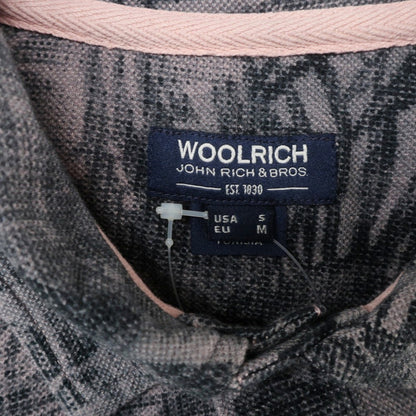 WOOLRICH
JOHN RICH & BROS.
EST. 1830
USA S
EU M